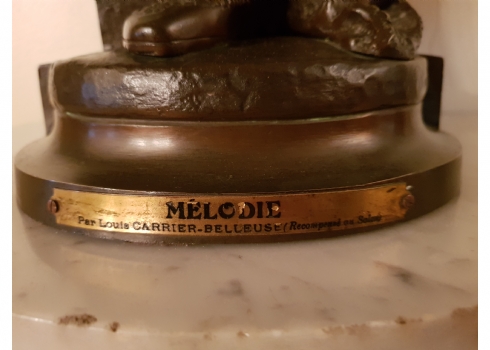 MÉLODIE
Par Louis CARRIER-BELLEUSE (Récompensé au Salon)